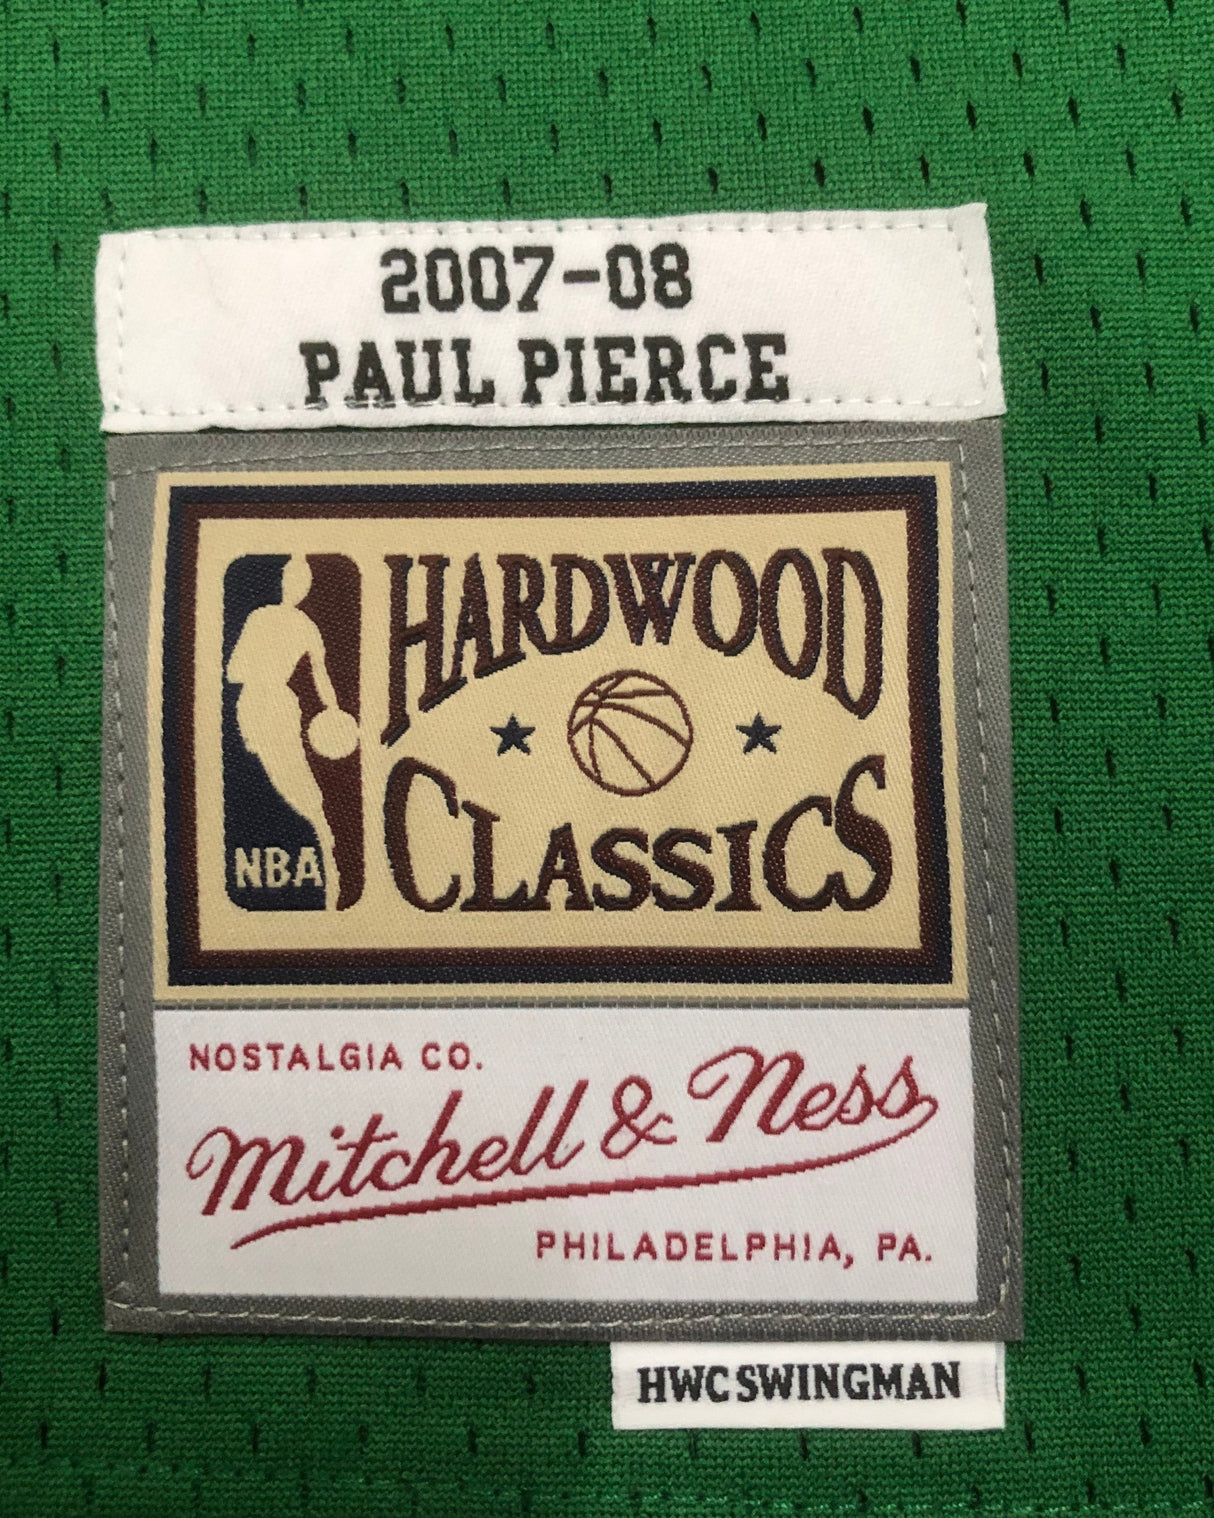 2007-08
PAUL PIERCE
HARDWOOD
CLASSICS
NBA
NOSTALGIA CO.
Mitchell & Ness
PHILADELPHIA, PA.
HWC SWINGMAN